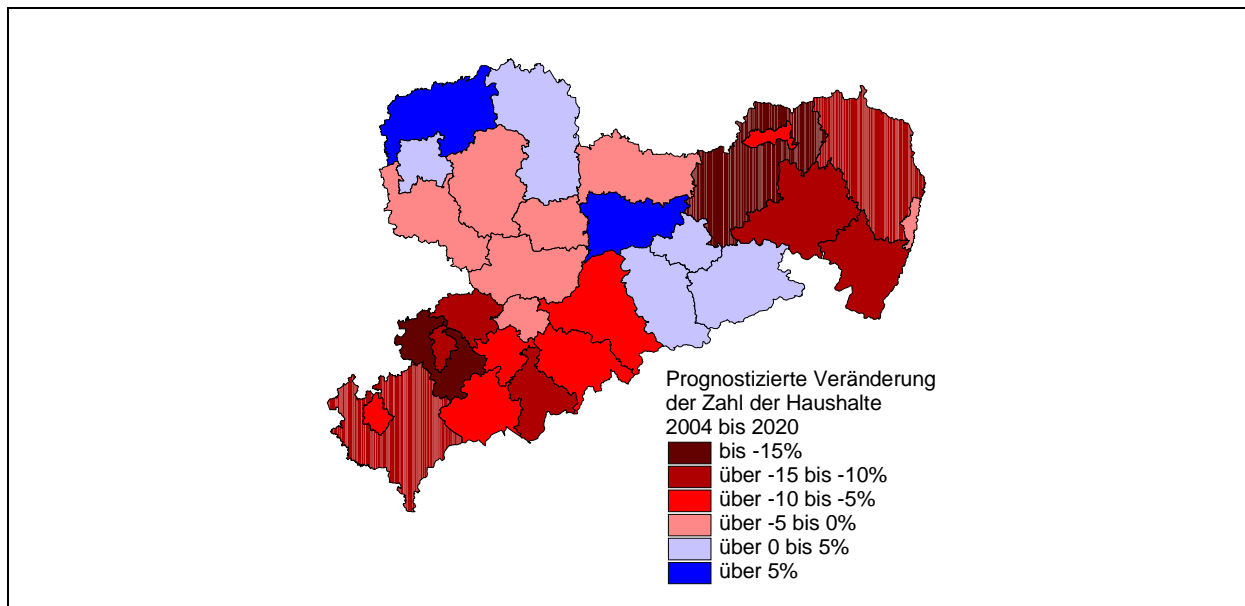 Prognostizierte Veränderung
der Zahl der Haushalte
2004 bis 2020
bis -15%
über -15 bis -10%
über -10 bis -5%
über -5 bis 0%
über 0 bis 5%
über 5%